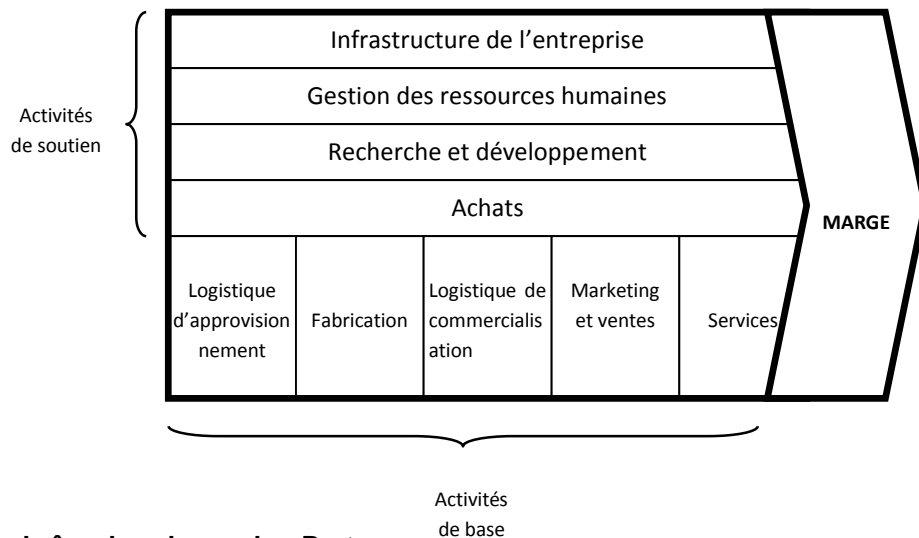 Infrastructure de l’entreprise
Gestion des ressources humaines
Activités
de soutien
Recherche et développement
Achats
MARGE
Logistique
d’approvision
nement
Fabrication
Logistique de
commercialis
ation
Marketing
et ventes
Services
Activités
de base